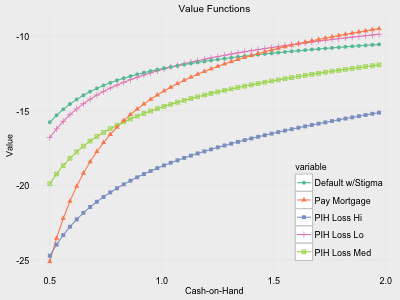 Value Functions
-10
-15
-20
-25
Value
0.5
1.0
1.5
2.0
Cash-on-Hand
variable
Default w/Stigma
Pay Mortgage
PIH Loss Hi
PIH Loss Lo
PIH Loss Med